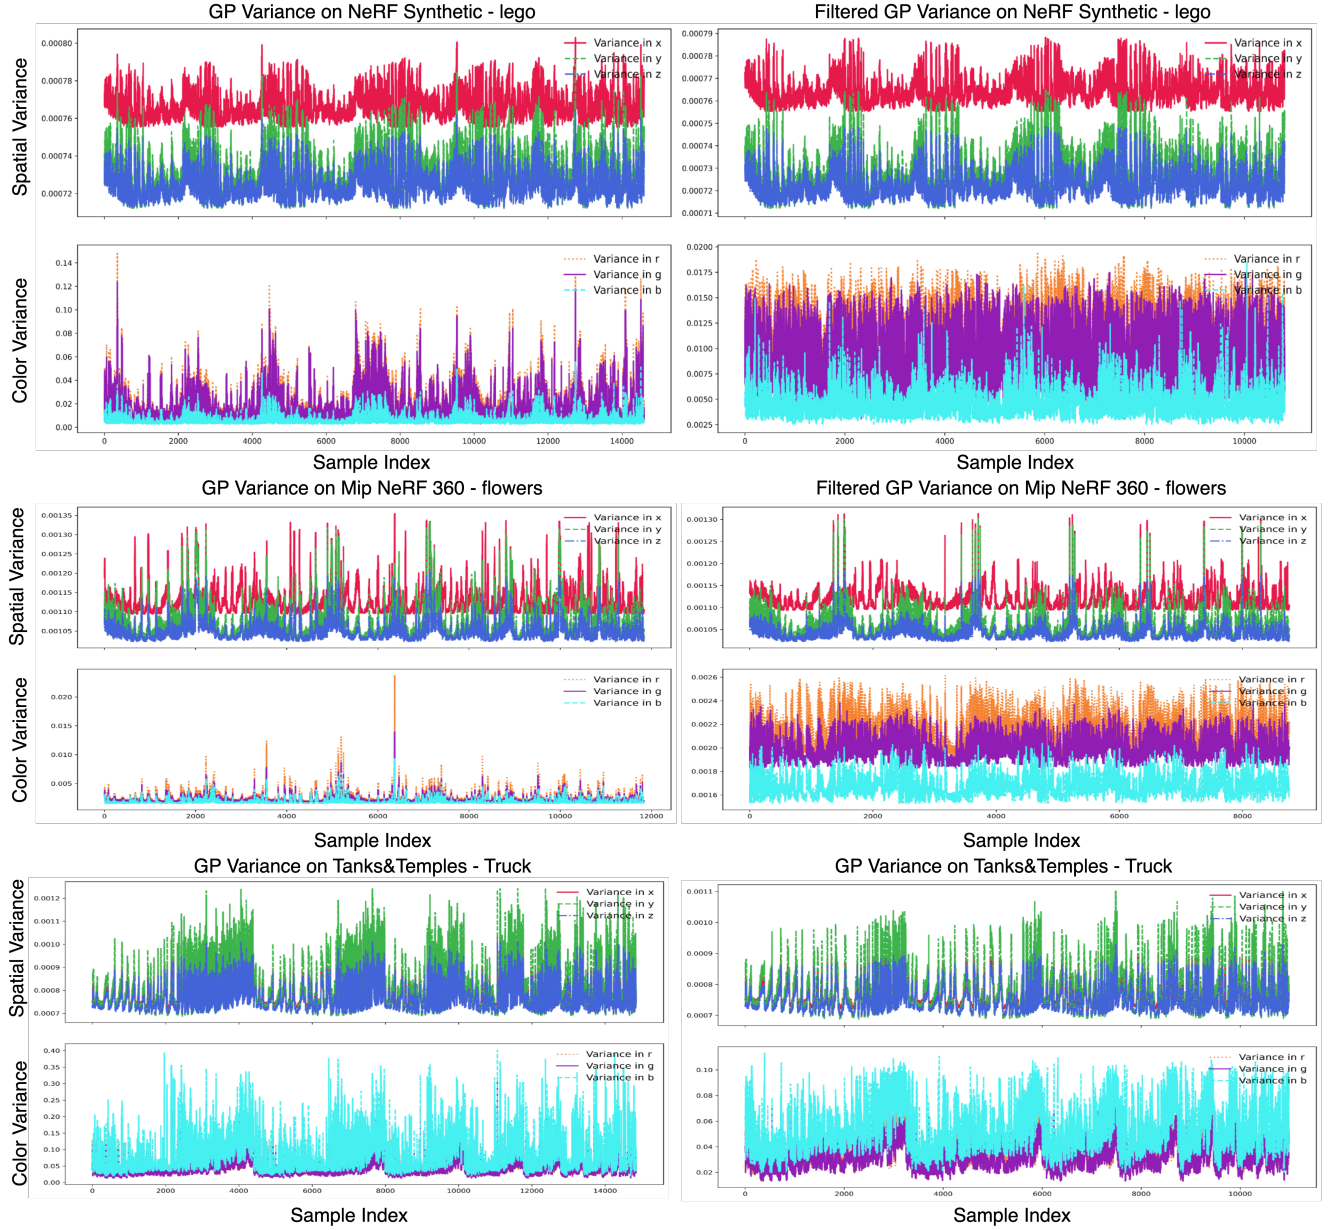 GP Variance on NeRF Synthetic - lego
Filtered GP Variance on NeRF Synthetic - lego
Spatial Variance
0.00080
0.00078
0.00076
0.00074
0.00072
Variance in x
Variance in y
Variance in z
0.00079
0.00078
0.00077
0.00076
0.00075
0.00074
0.00073
0.00072
0.00071
Variance in x
Variance in y
Variance in z
Color Variance
0.14
0.12
0.10
0.08
0.06
0.04
0.02
0.00
Variance in r
Variance in g
Variance in b
0 2000 4000 6000 8000 10000 12000 14000
Sample Index
0.0200
0.0175
0.0150
0.0125
0.0100
0.0075
0.0050
0.0025
Variance in r
Variance in g
Variance in b
0 2000 4000 6000 8000 10000
Sample Index
GP Variance on Mip NeRF 360 - flowers
Filtered GP Variance on Mip NeRF 360 - flowers
Spatial Variance
0.00135
0.00130
0.00125
0.00120
0.00115
0.00110
0.00105
Variance in x
Variance in y
Variance in z
0.00130
0.00125
0.00120
0.00115
0.00110
0.00105
Variance in x
Variance in y
Variance in z
Color Variance
0.020
0.015
0.010
0.005
Variance in r
Variance in g
Variance in b
0 2000 4000 6000 8000 10000 12000
Sample Index
0.0026
0.0024
0.0022
0.0020
0.0018
0.0016
Variance in r
Variance in g
Variance in b
0 2000 4000 6000 8000
Sample Index
GP Variance on Tanks&Temples - Truck
GP Variance on Tanks&Temples - Truck
Spatial Variance
0.0012
0.0011
0.0010
0.0009
0.0008
0.0007
Variance in x
Variance in y
Variance in z
0.0011
0.0010
0.0009
0.0008
0.0007
Variance in x
Variance in y
Variance in z
Color Variance
0.40
0.35
0.30
0.25
0.20
0.15
0.10
0.05
0.00
Variance in r
Variance in g
Variance in b
0 2000 4000 6000 8000 10000 12000 14000
Sample Index
0.10
0.08
0.06
0.04
0.02
Variance in r
Variance in g
Variance in b
0 2000 4000 6000 8000 10000
Sample Index